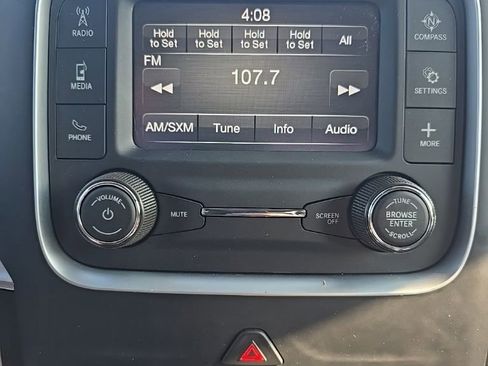 4:08
Hold to Set Hold to Set Hold to Set Hold to Set All
FM
107.7
AM/SXM Tune Info Audio
RADIO
MEDIA
PHONE
N
COMPASS
SETTINGS
MORE
VOLUME
MUTE
SCREEN OFF
TUNE
BROWSE
ENTER
SCROLL